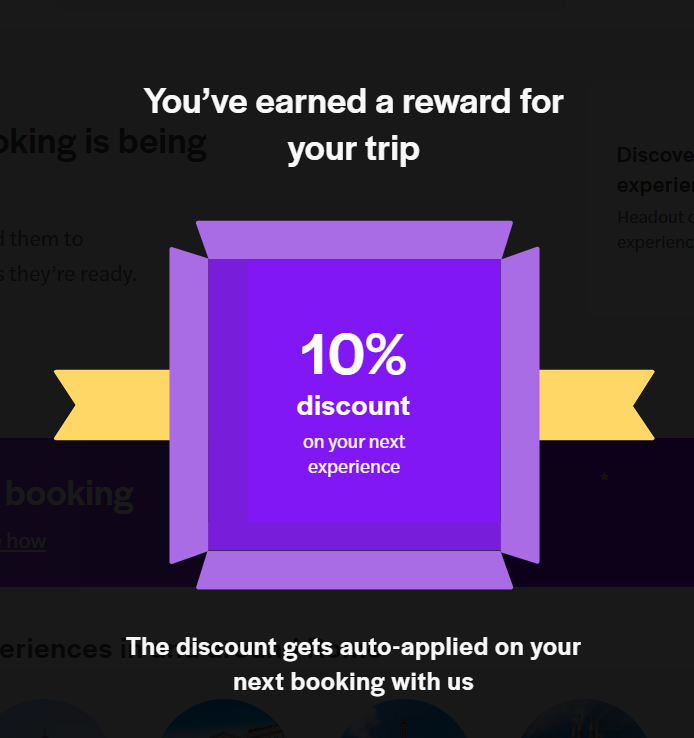 You've earned a reward for
your trip
oking is being
Discove
experie
Headout
experienc
d them to
s they're ready.
10%
discount
on your next
experience
booking
how
eriences i
The discount gets auto-applied on your
next booking with us